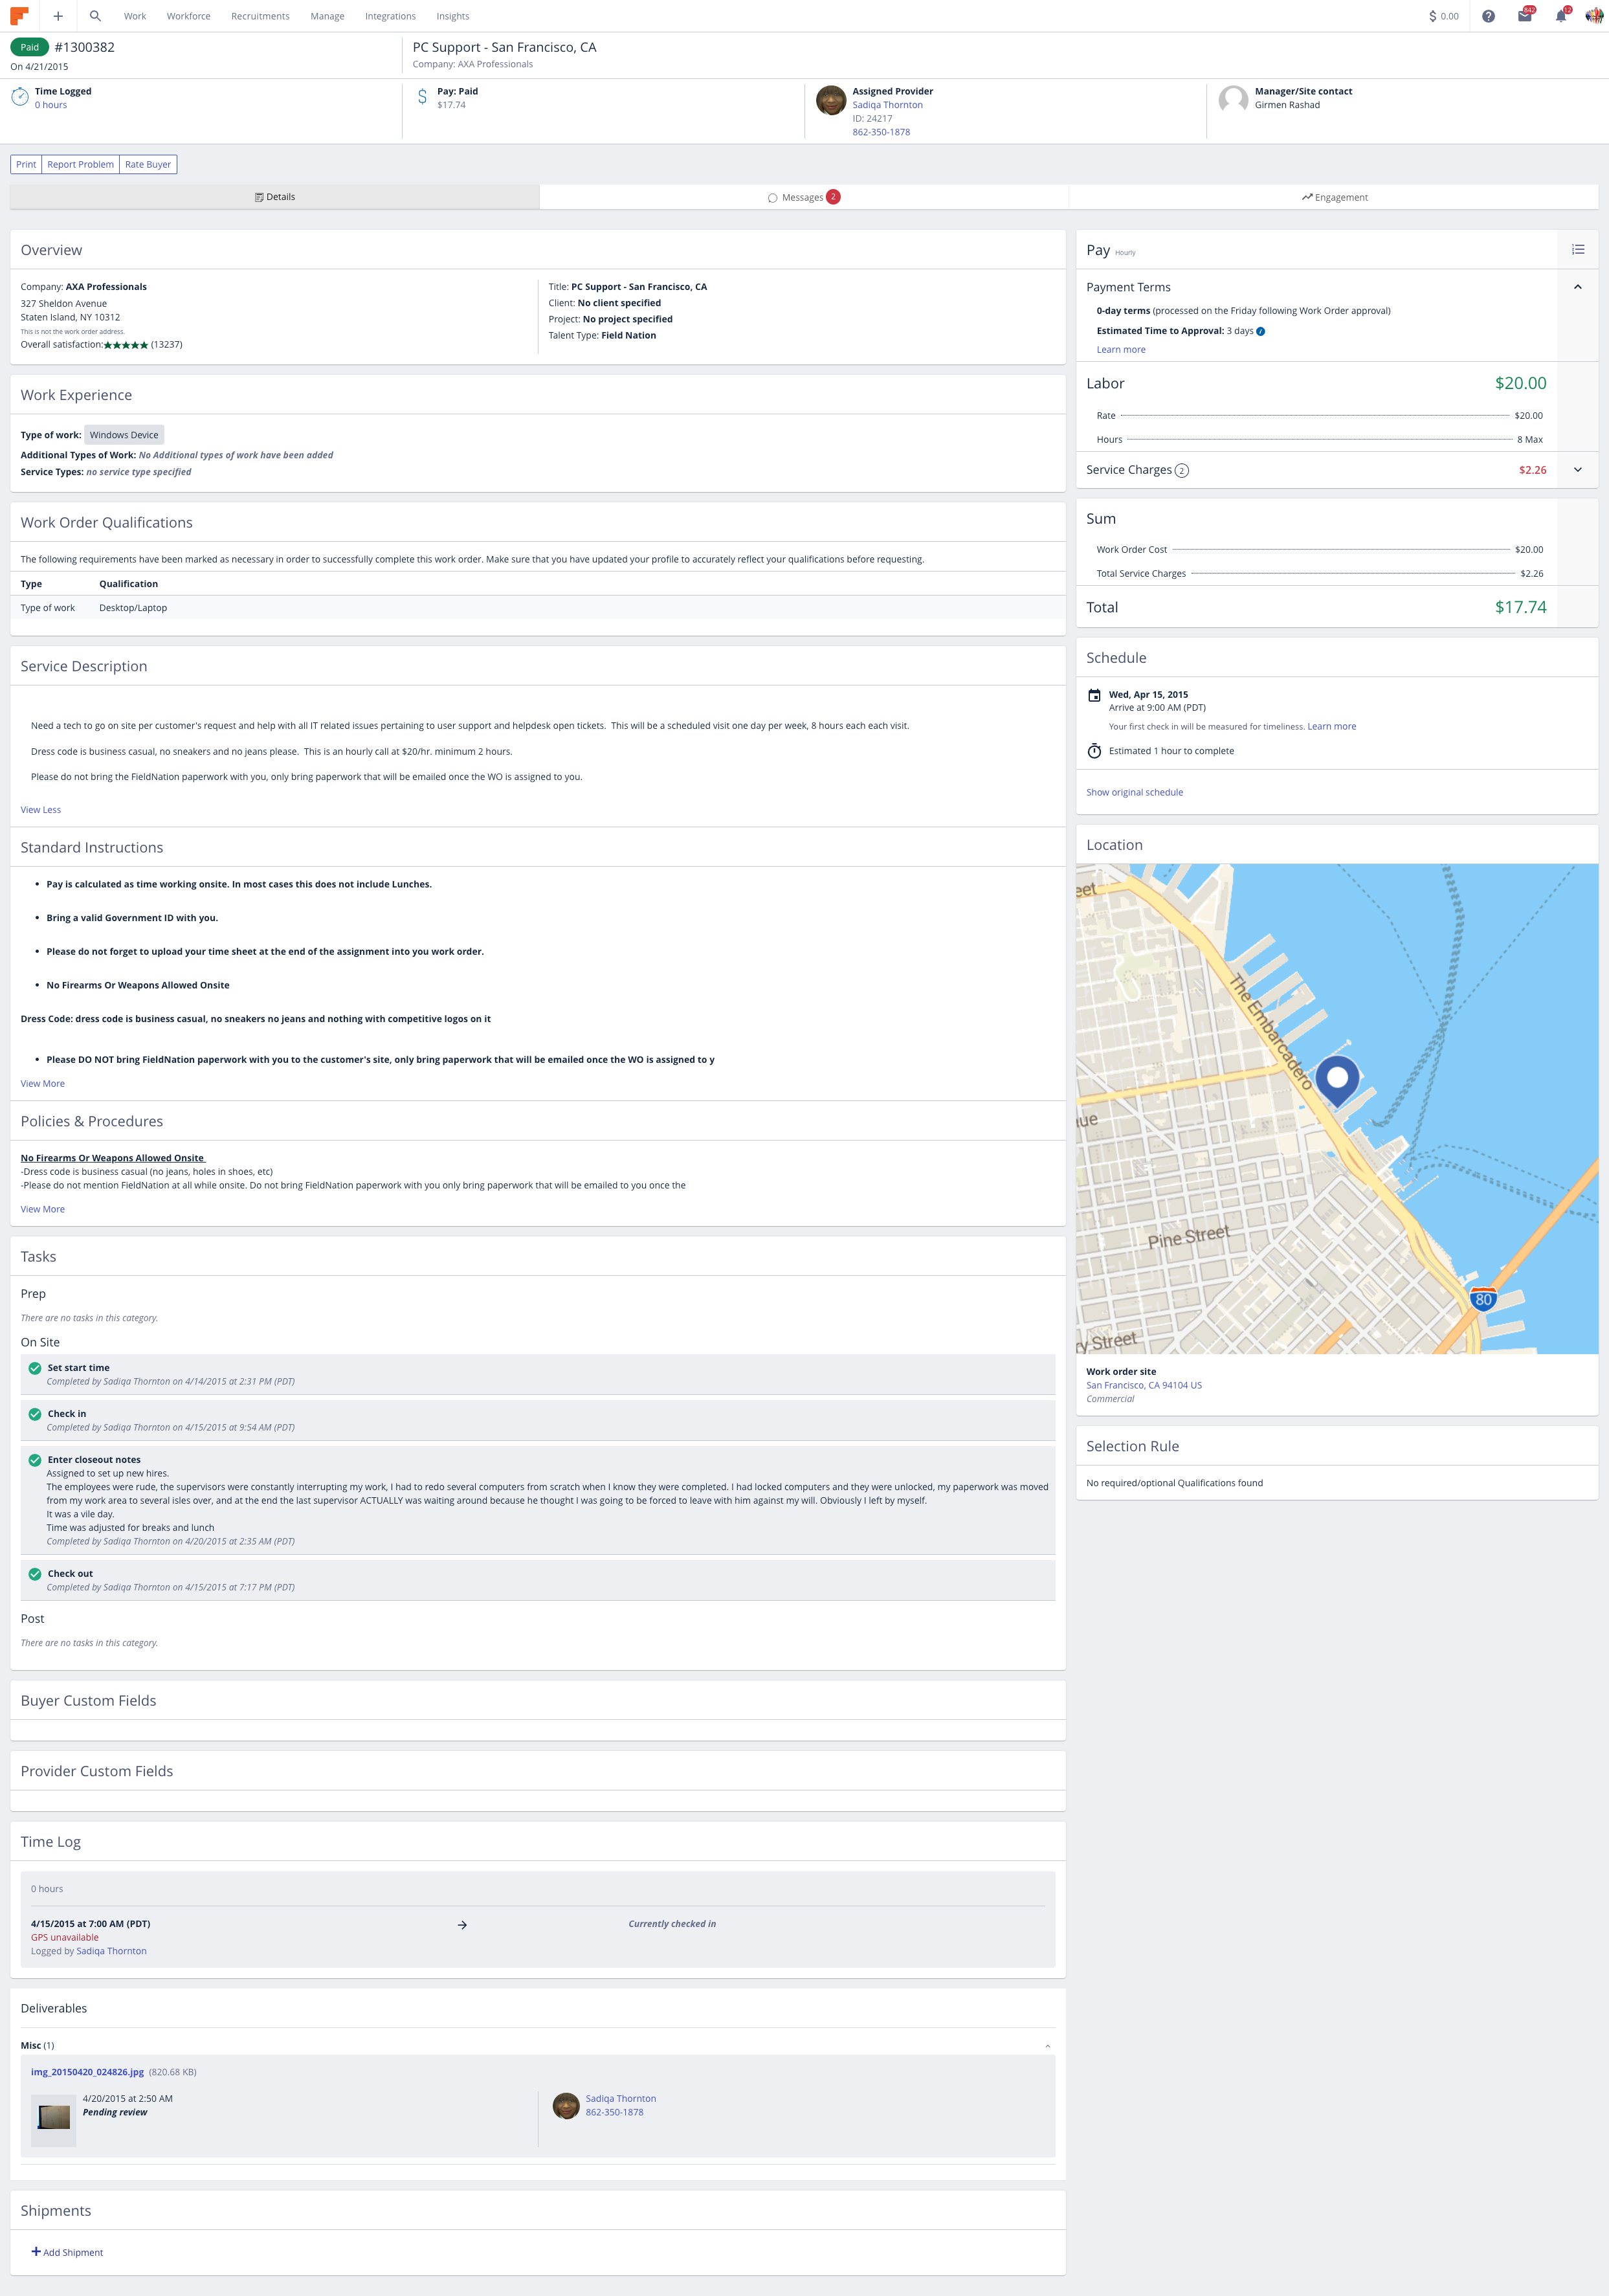 Work Workforce Recruitments Manage Integrations Insights
$ 0.00
842
12
Paid #1300382
On 4/21/2015
PC Support - San Francisco, CA
Company: AXA Professionals
Time Logged
0 hours
Pay: Paid
$17.74
Assigned Provider
Sadiqa Thornton
ID: 24217
862-350-1878
Manager/Site contact
Girmen Rashad
Print Report Problem Rate Buyer
Details
Messages 2
Engagement
Overview
Company: AXA Professionals
327 Sheldon Avenue
Staten Island, NY 10312
This is not the work order address.
Overall satisfaction:★★★★★ (13237)
Title: PC Support - San Francisco, CA
Client: No client specified
Project: No project specified
Talent Type: Field Nation
Work Experience
Type of work: Windows Device
Additional Types of Work: No Additional types of work have been added
Service Types: no service type specified
Work Order Qualifications
The following requirements have been marked as necessary in order to successfully complete this work order. Make sure that you have updated your profile to accurately reflect your qualifications before requesting.
Type Qualification
Type of work Desktop/Laptop
Service Description
Need a tech to go on site per customer's request and help with all IT related issues pertaining to user support and helpdesk open tickets.  This will be a scheduled visit one day per week, 8 hours each each visit.
Dress code is business casual, no sneakers and no jeans please.  This is an hourly call at $20/hr. minimum 2 hours.
Please do not bring the FieldNation paperwork with you, only bring paperwork that will be emailed once the WO is assigned to you.
View Less
Standard Instructions
• Pay is calculated as time working onsite. In most cases this does not include Lunches.
• Bring a valid Government ID with you.
• Please do not forget to upload your time sheet at the end of the assignment into you work order.
• No Firearms Or Weapons Allowed Onsite
Dress Code: dress code is business casual, no sneakers no jeans and nothing with competitive logos on it
• Please DO NOT bring FieldNation paperwork with you to the customer's site, only bring paperwork that will be emailed once the WO is assigned to y
View More
Policies & Procedures
No Firearms Or Weapons Allowed Onsite
-Dress code is business casual (no jeans, holes in shoes, etc)
-Please do not mention FieldNation at all while onsite. Do not bring FieldNation paperwork with you only bring paperwork that will be emailed to you once the
View More
Tasks
Prep
There are no tasks in this category.
On Site
Set start time
Completed by Sadiqa Thornton on 4/14/2015 at 2:31 PM (PDT)
Check in
Completed by Sadiqa Thornton on 4/15/2015 at 9:54 AM (PDT)
Enter closeout notes
Assigned to set up new hires.
The employees were rude, the supervisors were constantly interrupting my work, I had to redo several computers from scratch when I know they were completed. I had locked computers and they were unlocked, my paperwork was moved
from my work area to several isles over, and at the end the last supervisor ACTUALLY was waiting around because he thought I was going to be forced to leave with him against my will. Obviously I left by myself.
It was a vile day.
Time was adjusted for breaks and lunch
Completed by Sadiqa Thornton on 4/20/2015 at 2:35 AM (PDT)
Check out
Completed by Sadiqa Thornton on 4/15/2015 at 7:17 PM (PDT)
Post
There are no tasks in this category.
Buyer Custom Fields
Provider Custom Fields
Time Log
0 hours
4/15/2015 at 7:00 AM (PDT) → Currently checked in
GPS unavailable
Logged by Sadiqa Thornton
Deliverables
Misc (1)
img_20150420_024826.jpg (820.68 KB)
4/20/2015 at 2:50 AM
Pending review
Sadiqa Thornton
862-350-1878
Shipments
+ Add Shipment
Pay Hourly
Payment Terms
0-day terms (processed on the Friday following Work Order approval)
Estimated Time to Approval: 3 days
Learn more
Labor $20.00
Rate $20.00
Hours 8 Max
Service Charges 2 $2.26
Sum
Work Order Cost $20.00
Total Service Charges $2.26
Total $17.74
Schedule
Wed, Apr 15, 2015
Arrive at 9:00 AM (PDT)
Your first check in will be measured for timeliness. Learn more
Estimated 1 hour to complete
Show original schedule
Location
eet
The Embarcadero
ue
Pine Street
80
ry Street
Work order site
San Francisco, CA 94104 US
Commercial
Selection Rule
No required/optional Qualifications found